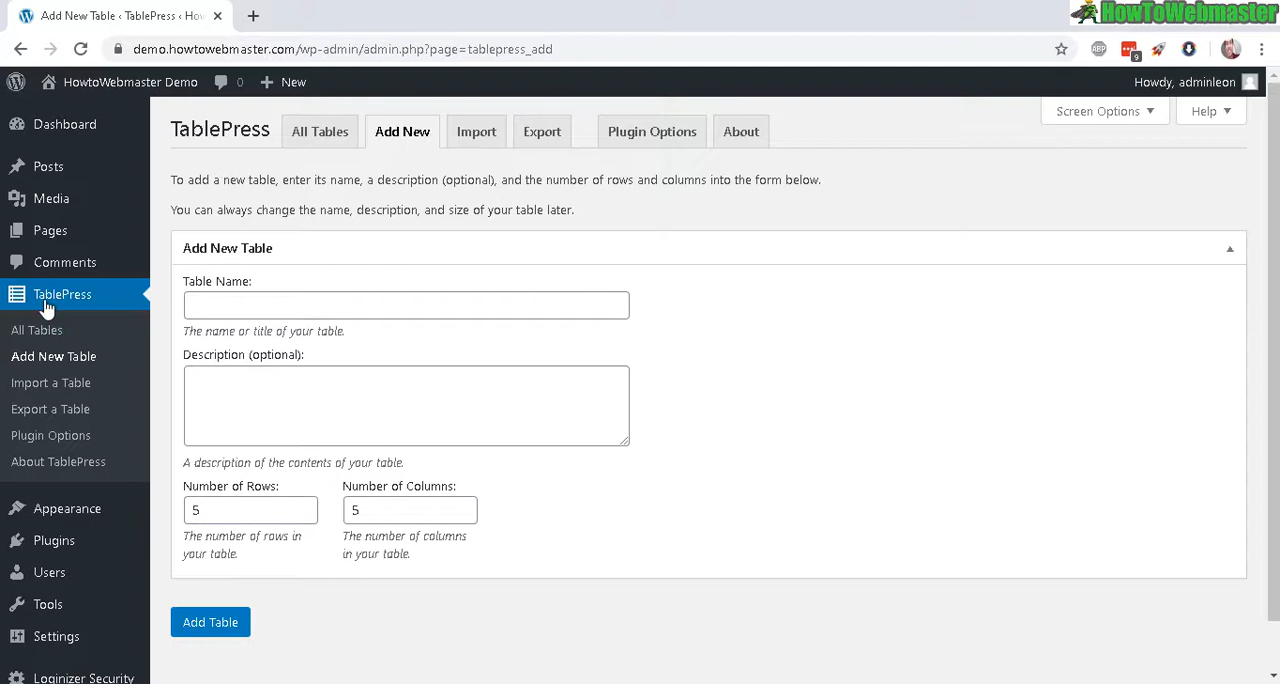 Add New Table ‹ TablePress ‹ How
HowToWebmaster
demo.howtowebmaster.com/wp-admin/admin.php?page=tablepress_add
ABP
9
HowtoWebmaster Demo
0
New
Howdy, adminleon
Dashboard
Posts
Media
Pages
Comments
TablePress
All Tables
Add New Table
Import a Table
Export a Table
Plugin Options
About TablePress
Appearance
Plugins
Users
Tools
Settings
Loginizer Security
Screen Options
Help
TablePress
All Tables
Add New
Import
Export
Plugin Options
About
To add a new table, enter its name, a description (optional), and the number of rows and columns into the form below.
You can always change the name, description, and size of your table later.
Add New Table
Table Name:
The name or title of your table.
Description (optional):
A description of the contents of your table.
Number of Rows:
5
The number of rows in
your table.
Number of Columns:
5
The number of columns
in your table.
Add Table